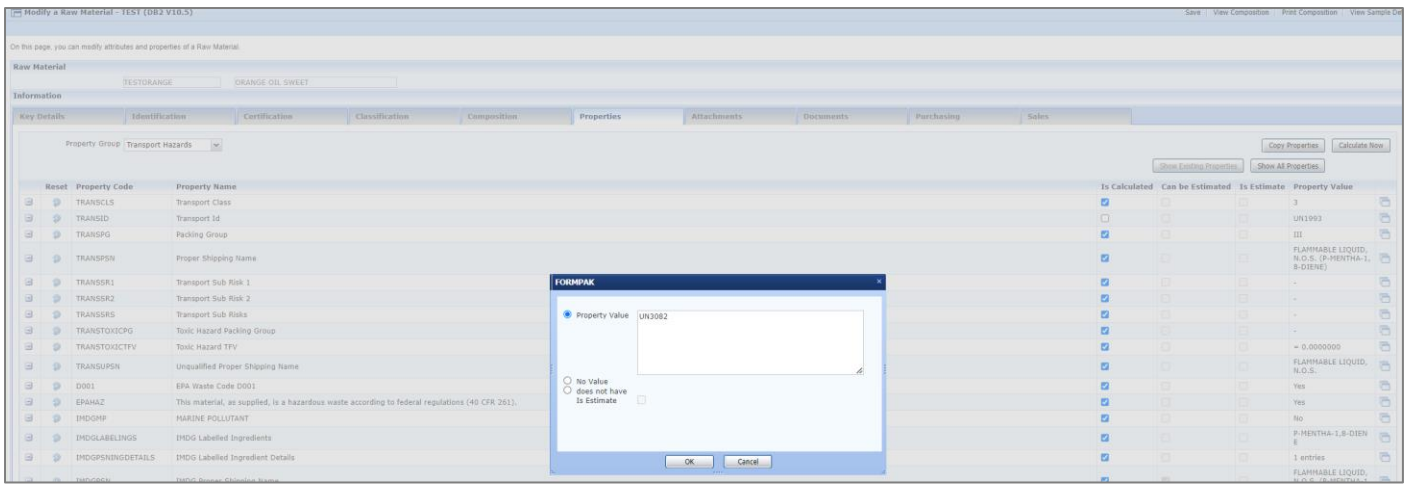 Modify a Raw Material - TEST (DB2 V10.5)
Save View Composition Print Composition View Sample De
On this page, you can modify attributes and properties of a Raw Material.
Raw Material
TESTORANGE ORANGE OIL SWEET
Information
Key Details Identification Certification Classification Composition Properties Attachments Documents Purchasing Sales
Property Group Transport Hazards
Copy Properties Calculate Now
Show Existing Properties Show All Properties
Reset Property Code Property Name Is Calculated Can be Estimated Is Estimate Property Value
TRANSCLS Transport Class 3
TRANSID Transport Id UN1993
TRANSPG Packing Group III
TRANSPSN Proper Shipping Name FLAMMABLE LIQUID,
N.O.S. (P-MENTHA-1,
8-DIENE)
TRANSSR1 Transport Sub Risk 1 -
TRANSSR2 Transport Sub Risk 2 -
TRANSSRS Transport Sub Risks -
TRANSTOXICPG Toxic Hazard Packing Group -
TRANSTOXICTFV Toxic Hazard TFV = 0.0000000
TRANSUPSN Unqualified Proper Shipping Name FLAMMABLE LIQUID,
N.O.S.
D001 EPA Waste Code D001 Yes
EPAHAZ This material, as supplied, is a hazardous waste according to federal regulations (40 CFR 261). Yes
IMDGMP MARINE POLLUTANT No
IMDGLABELINGS IMDG Labelled Ingredients P-MENTHA-1,8-DIEN
E
IMDGPSNINGDETAILS IMDG Labelled Ingredient Details 1 entries
IMDGPSN IMDG Proper Shipping Name FLAMMABLE LIQUID,
N.O.S. (P-MENTHA-1
FORMPAK
Property Value UN3082
No Value
does not have
Is Estimate
OK Cancel